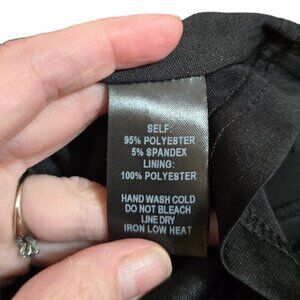 SELF:
95% POLYESTER
5% SPANDEX
LINING:
100% POLYESTER
HAND WASH COLD
DO NOT BLEACH
LINE DRY
IRON LOW HEAT